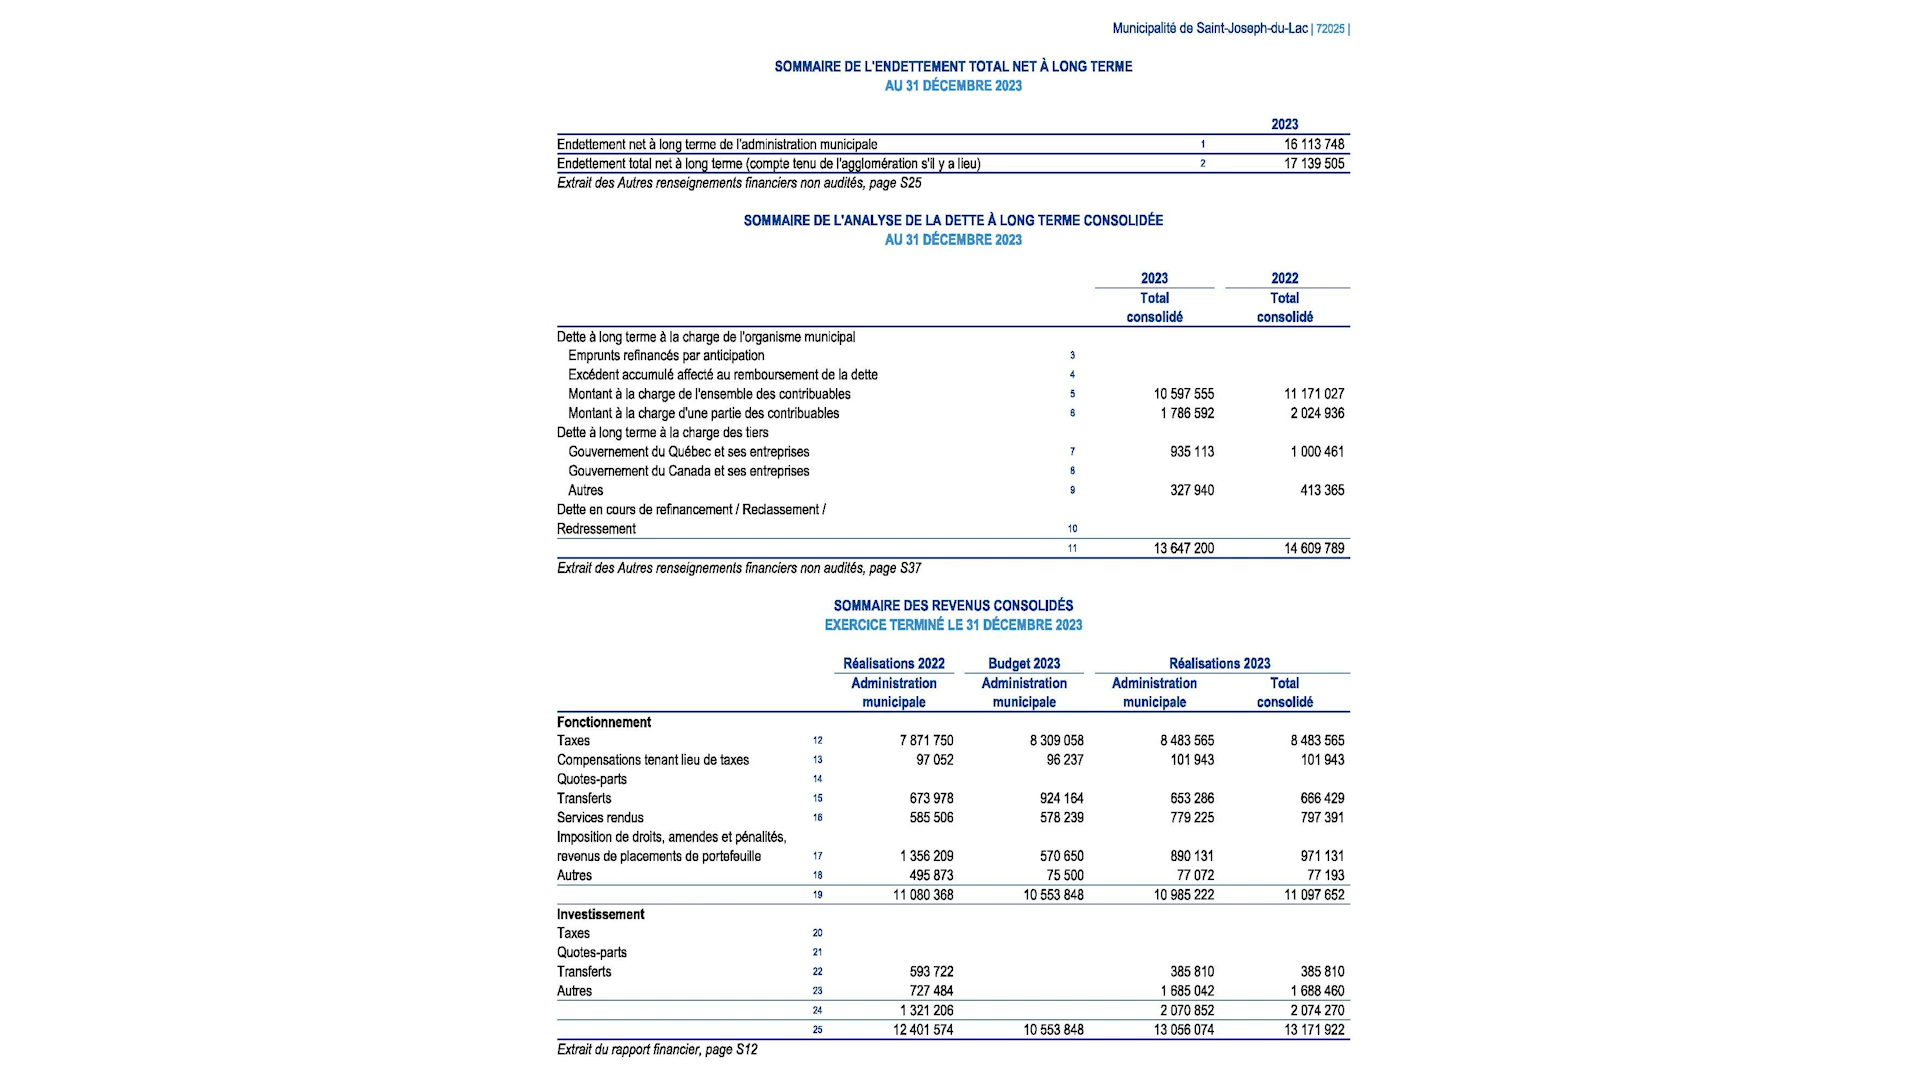 Municipalité de Saint-Joseph-du-Lac | 72025 |
SOMMAIRE DE L'ENDETTEMENT TOTAL NET À LONG TERME
AU 31 DÉCEMBRE 2023
2023
Endettement net à long terme de l'administration municipale 1 16 113 748
Endettement total net à long terme (compte tenu de l'agglomération s'il y a lieu) 2 17 139 505
Extrait des Autres renseignements financiers non audités, page S25
SOMMAIRE DE L'ANALYSE DE LA DETTE À LONG TERME CONSOLIDÉE
AU 31 DÉCEMBRE 2023
2023 2022
Total Total
consolidé consolidé
Dette à long terme à la charge de l'organisme municipal
Emprunts refinancés par anticipation 3
Excédent accumulé affecté au remboursement de la dette 4
Montant à la charge de l'ensemble des contribuables 5 10 597 555 11 171 027
Montant à la charge d'une partie des contribuables 6 1 786 592 2 024 936
Dette à long terme à la charge des tiers
Gouvernement du Québec et ses entreprises 7 935 113 1 000 461
Gouvernement du Canada et ses entreprises 8
Autres 9 327 940 413 365
Dette en cours de refinancement / Reclassement /
Redressement 10
11 13 647 200 14 609 789
Extrait des Autres renseignements financiers non audités, page S37
SOMMAIRE DES REVENUS CONSOLIDÉS
EXERCICE TERMINÉ LE 31 DÉCEMBRE 2023
Réalisations 2022 Budget 2023 Réalisations 2023
Administration Administration Administration Total
municipale municipale municipale consolidé
Fonctionnement
Taxes 12 7 871 750 8 309 058 8 483 565 8 483 565
Compensations tenant lieu de taxes 13 97 052 96 237 101 943 101 943
Quotes-parts 14
Transferts 15 673 978 924 164 653 286 666 429
Services rendus 16 585 506 578 239 779 225 797 391
Imposition de droits, amendes et pénalités,
revenus de placements de portefeuille 17 1 356 209 570 650 890 131 971 131
Autres 18 495 873 75 500 77 072 77 193
19 11 080 368 10 553 848 10 985 222 11 097 652
Investissement
Taxes 20
Quotes-parts 21
Transferts 22 593 722 385 810 385 810
Autres 23 727 484 1 685 042 1 688 460
24 1 321 206 2 070 852 2 074 270
25 12 401 574 10 553 848 13 056 074 13 171 922
Extrait du rapport financier, page S12